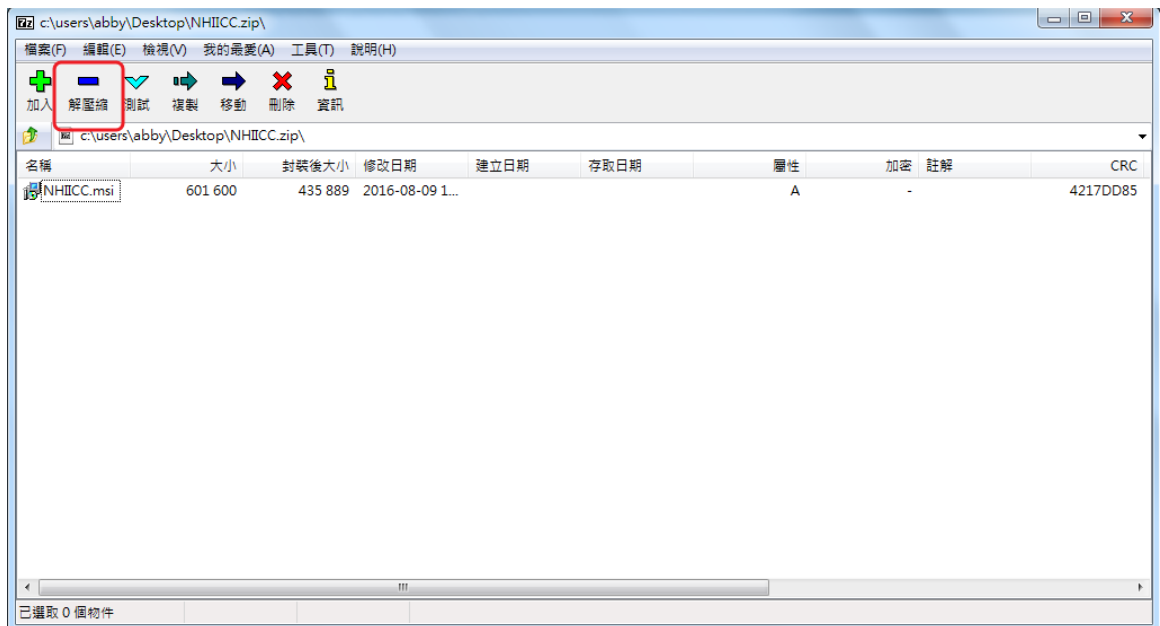 c:\users\abby\Desktop\NHIICC.zip\
檔案(F) 編輯(E) 檢視(V) 我的最愛(A) 工具(T) 說明(H)
加入 解壓縮 測試 複製 移動 刪除 資訊
c:\users\abby\Desktop\NHIICC.zip\
名稱 大小 封裝後大小 修改日期 建立日期 存取日期 屬性 加密 註解 CRC
NHIICC.msi 601 600 435 889 2016-08-09 1... A - 4217DD85
已選取 0 個物件